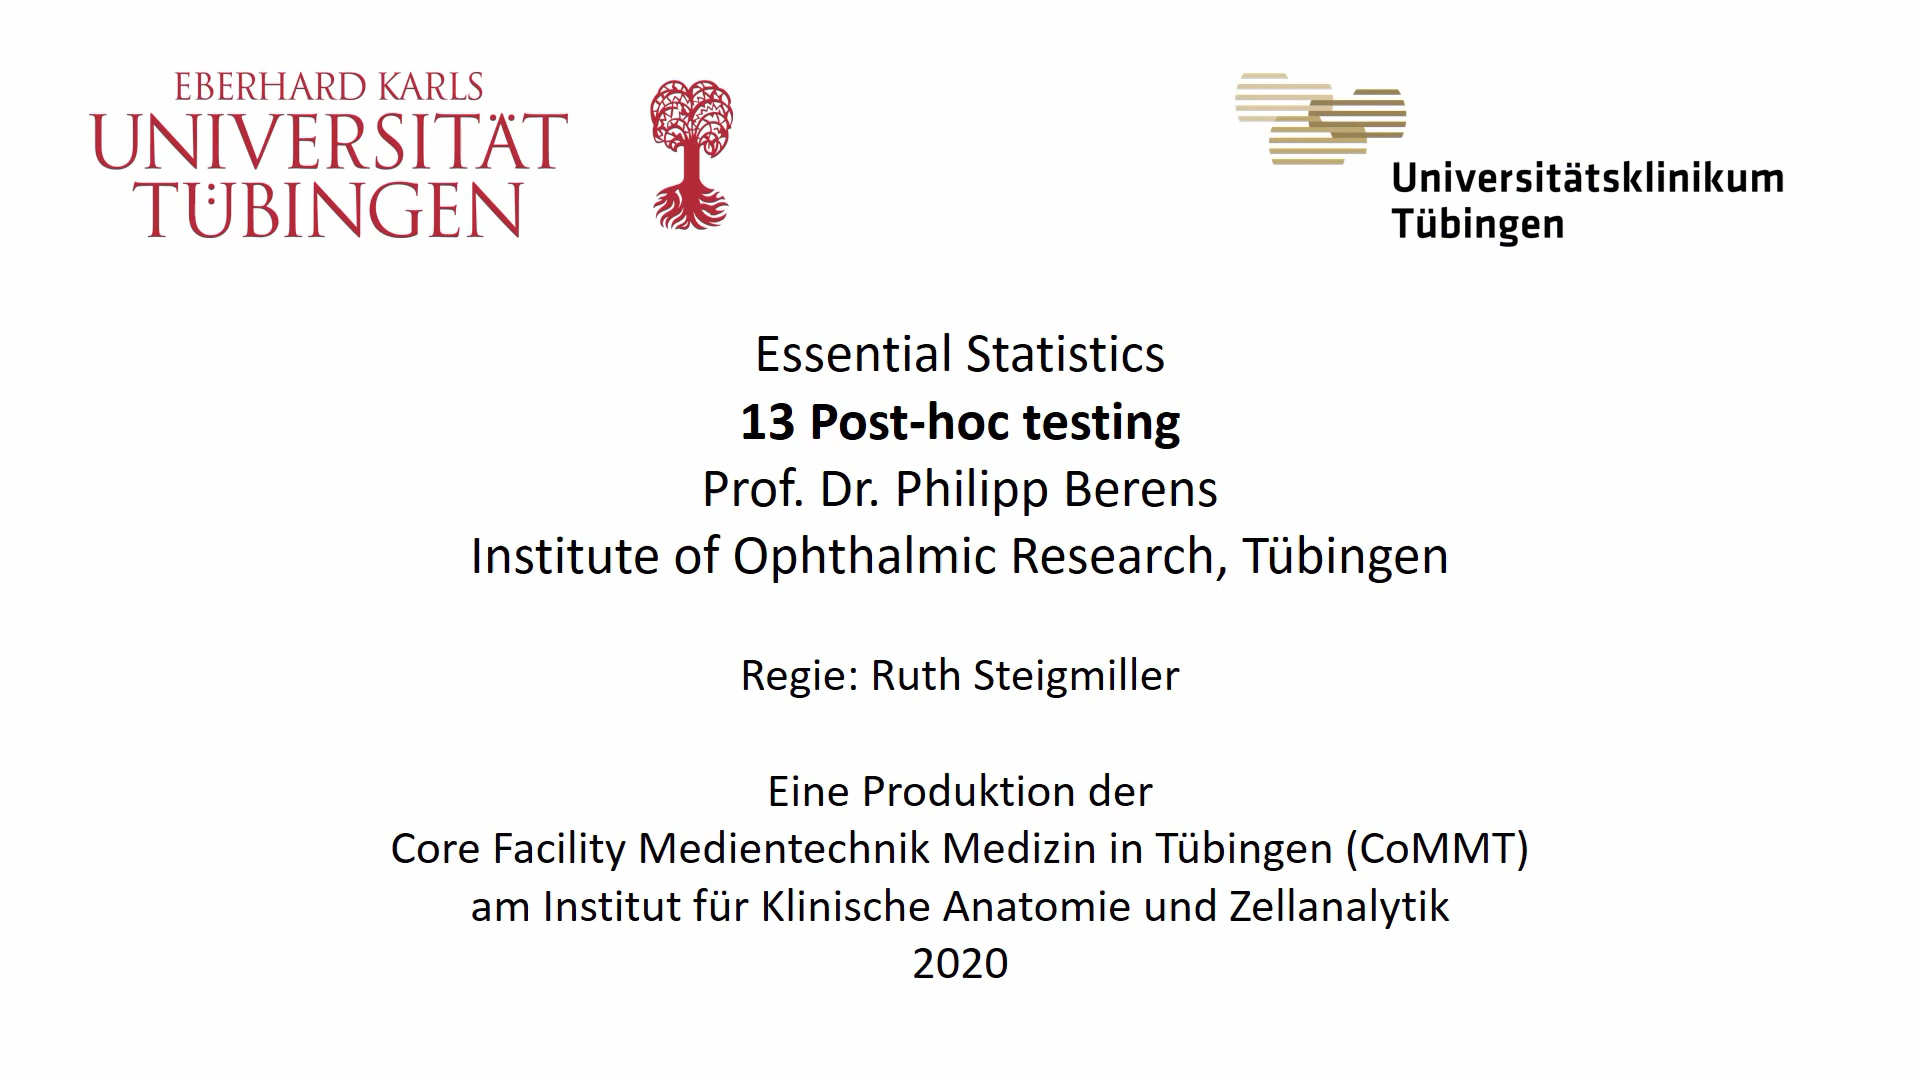 EBERHARD KARLS
UNIVERSITÄT
TÜBINGEN
Universitätsklinikum
Tübingen
Essential Statistics
13 Post-hoc testing
Prof. Dr. Philipp Berens
Institute of Ophthalmic Research, Tübingen
Regie: Ruth Steigmiller
Eine Produktion der
Core Facility Medientechnik Medizin in Tübingen (CoMMT)
am Institut für Klinische Anatomie und Zellanalytik
2020